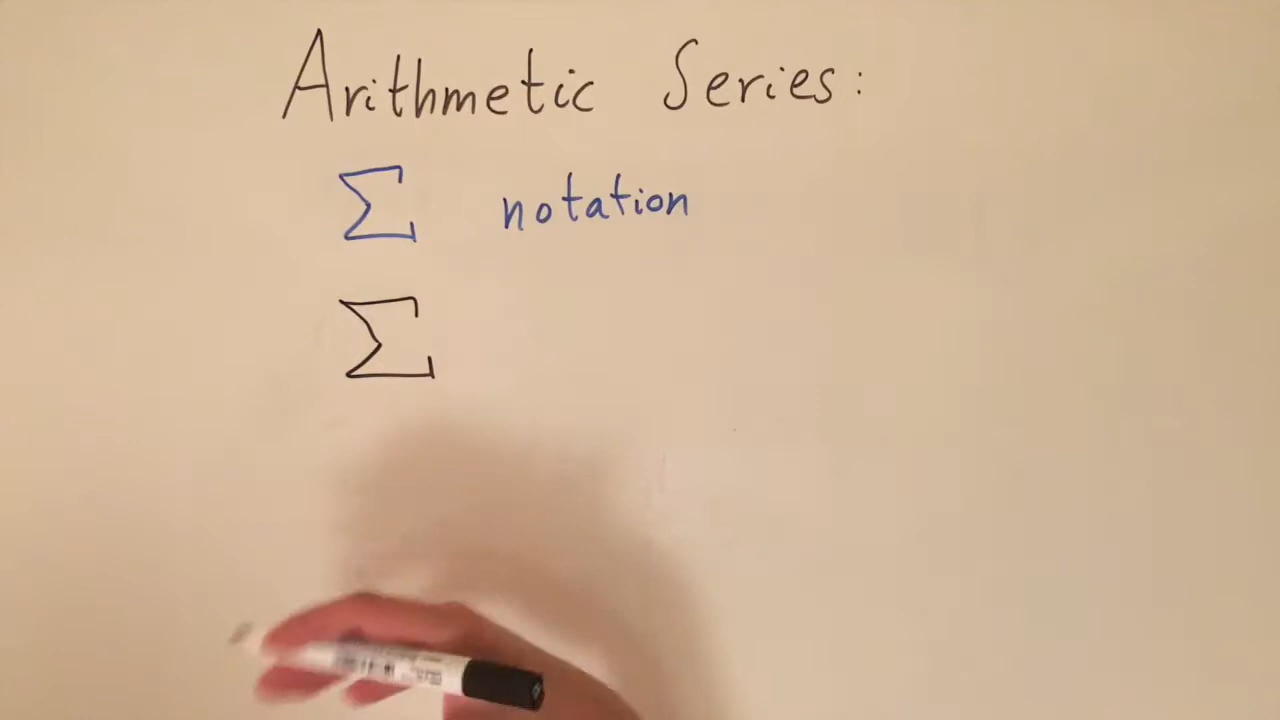 Arithmetic Series:
Σ notation
Σ